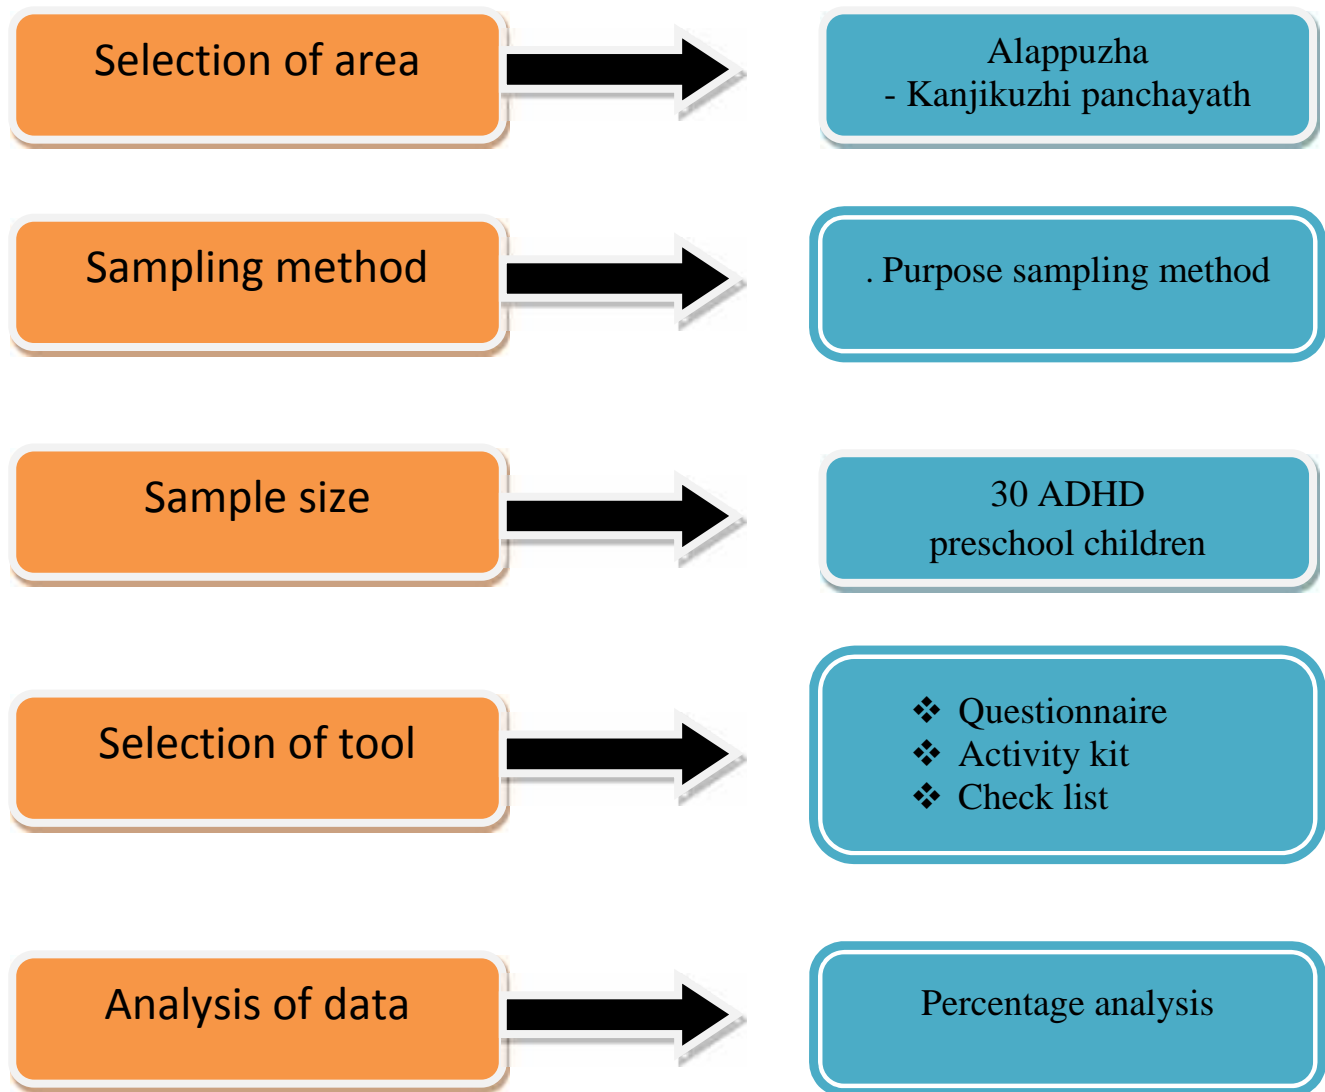 Selection of area
Alappuzha
- Kanjikuzhi panchayath
Sampling method
. Purpose sampling method
Sample size
30 ADHD
preschool children
Selection of tool
❖ Questionnaire
❖ Activity kit
❖ Check list
Analysis of data
Percentage analysis